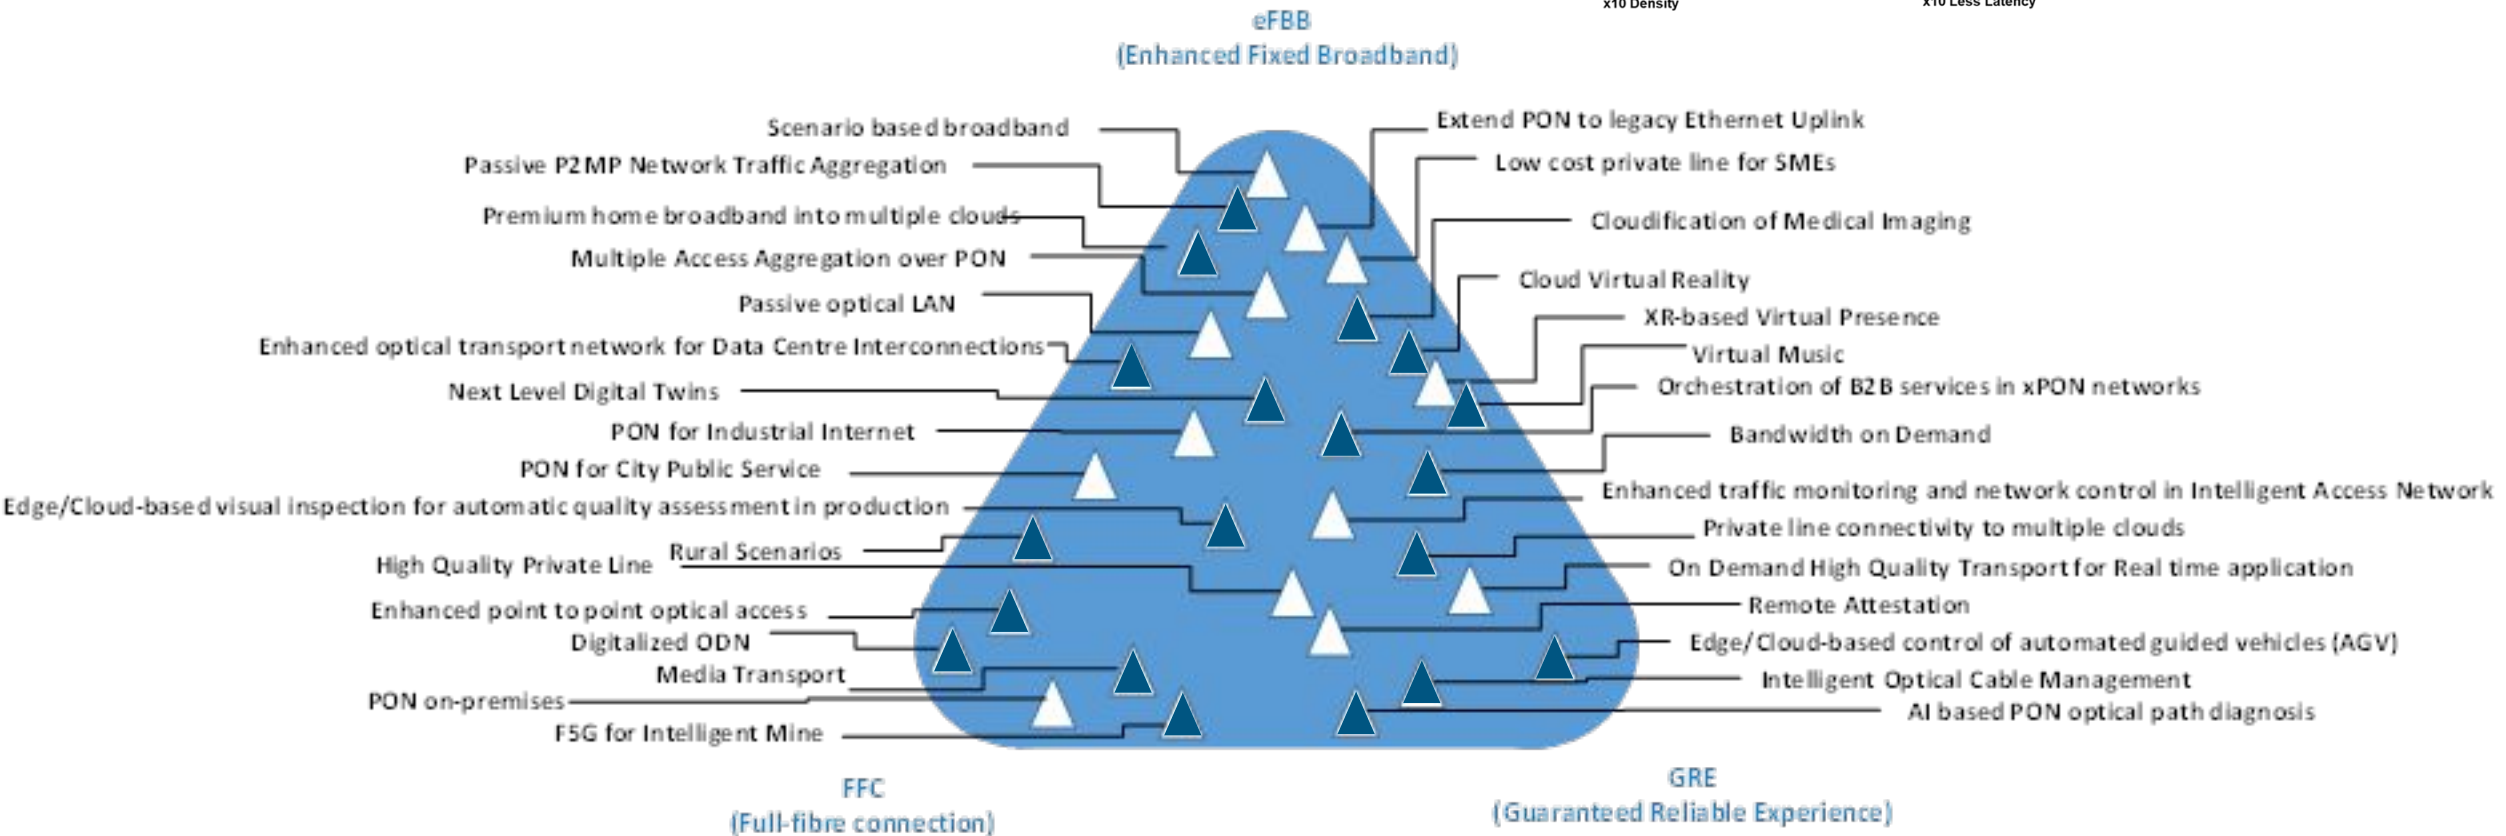 x10 Density
x10 Less Latency
eFBB
(Enhanced Fixed Broadband)
Scenario based broadband
Extend PON to legacy Ethernet Uplink
Passive P2MP Network Traffic Aggregation
Low cost private line for SMEs
Premium home broadband into multiple clouds
Cloudification of Medical Imaging
Multiple Access Aggregation over PON
Cloud Virtual Reality
Passive optical LAN
XR-based Virtual Presence
Enhanced optical transport network for Data Centre Interconnections
Virtual Music
Next Level Digital Twins
Orchestration of B2B services in xPON networks
PON for Industrial Internet
Bandwidth on Demand
PON for City Public Service
Enhanced traffic monitoring and network control in Intelligent Access Network
Edge/Cloud-based visual inspection for automatic quality assessment in production
Private line connectivity to multiple clouds
Rural Scenarios
High Quality Private Line
On Demand High Quality Transport for Real time application
Enhanced point to point optical access
Remote Attestation
Digitalized ODN
Edge/Cloud-based control of automated guided vehicles (AGV)
Media Transport
Intelligent Optical Cable Management
PON on-premises
AI based PON optical path diagnosis
F5G for Intelligent Mine
FFC
(Full-fibre connection)
GRE
(Guaranteed Reliable Experience)